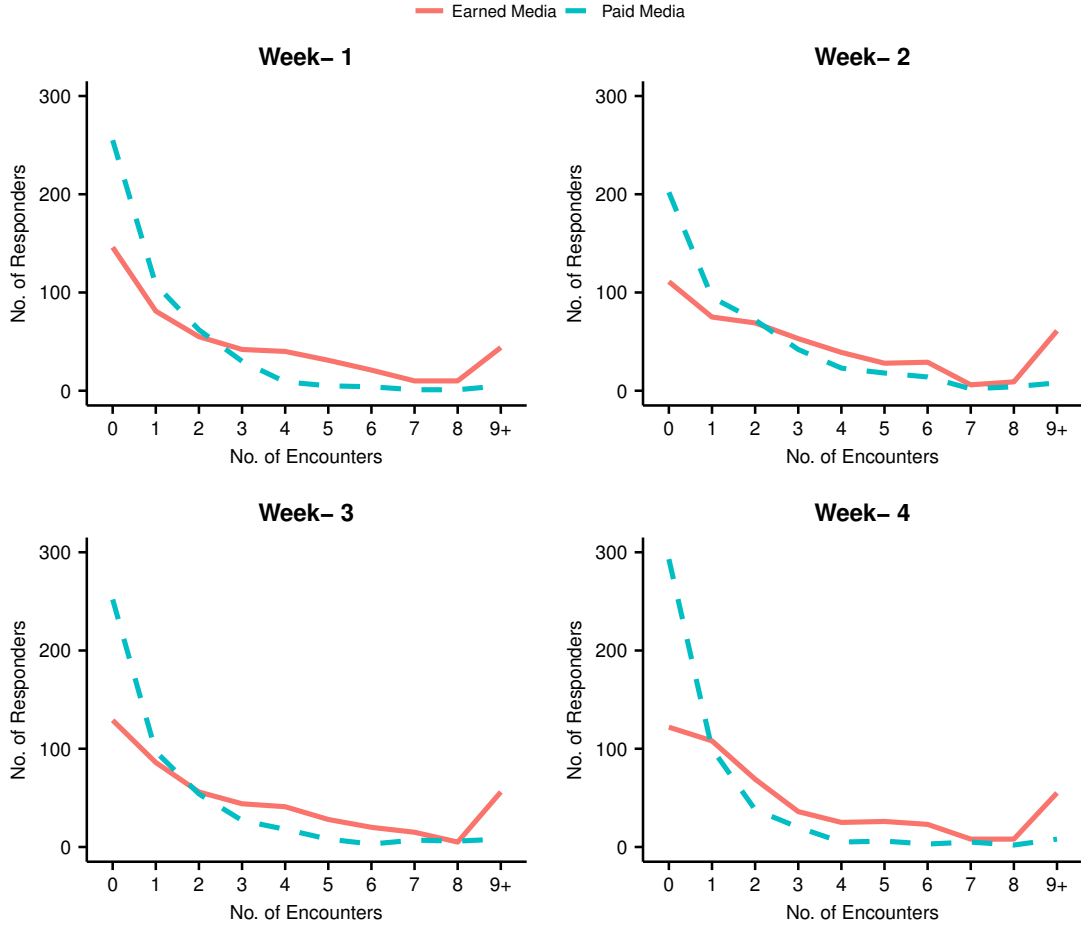 Earned Media Paid Media
Week− 1
300
200
100
0
No. of Responders
0 1 2 3 4 5 6 7 8 9+
No. of Encounters
Week− 2
300
200
100
0
No. of Responders
0 1 2 3 4 5 6 7 8 9+
No. of Encounters
Week− 3
300
200
100
0
No. of Responders
0 1 2 3 4 5 6 7 8 9+
No. of Encounters
Week− 4
300
200
100
0
No. of Responders
0 1 2 3 4 5 6 7 8 9+
No. of Encounters